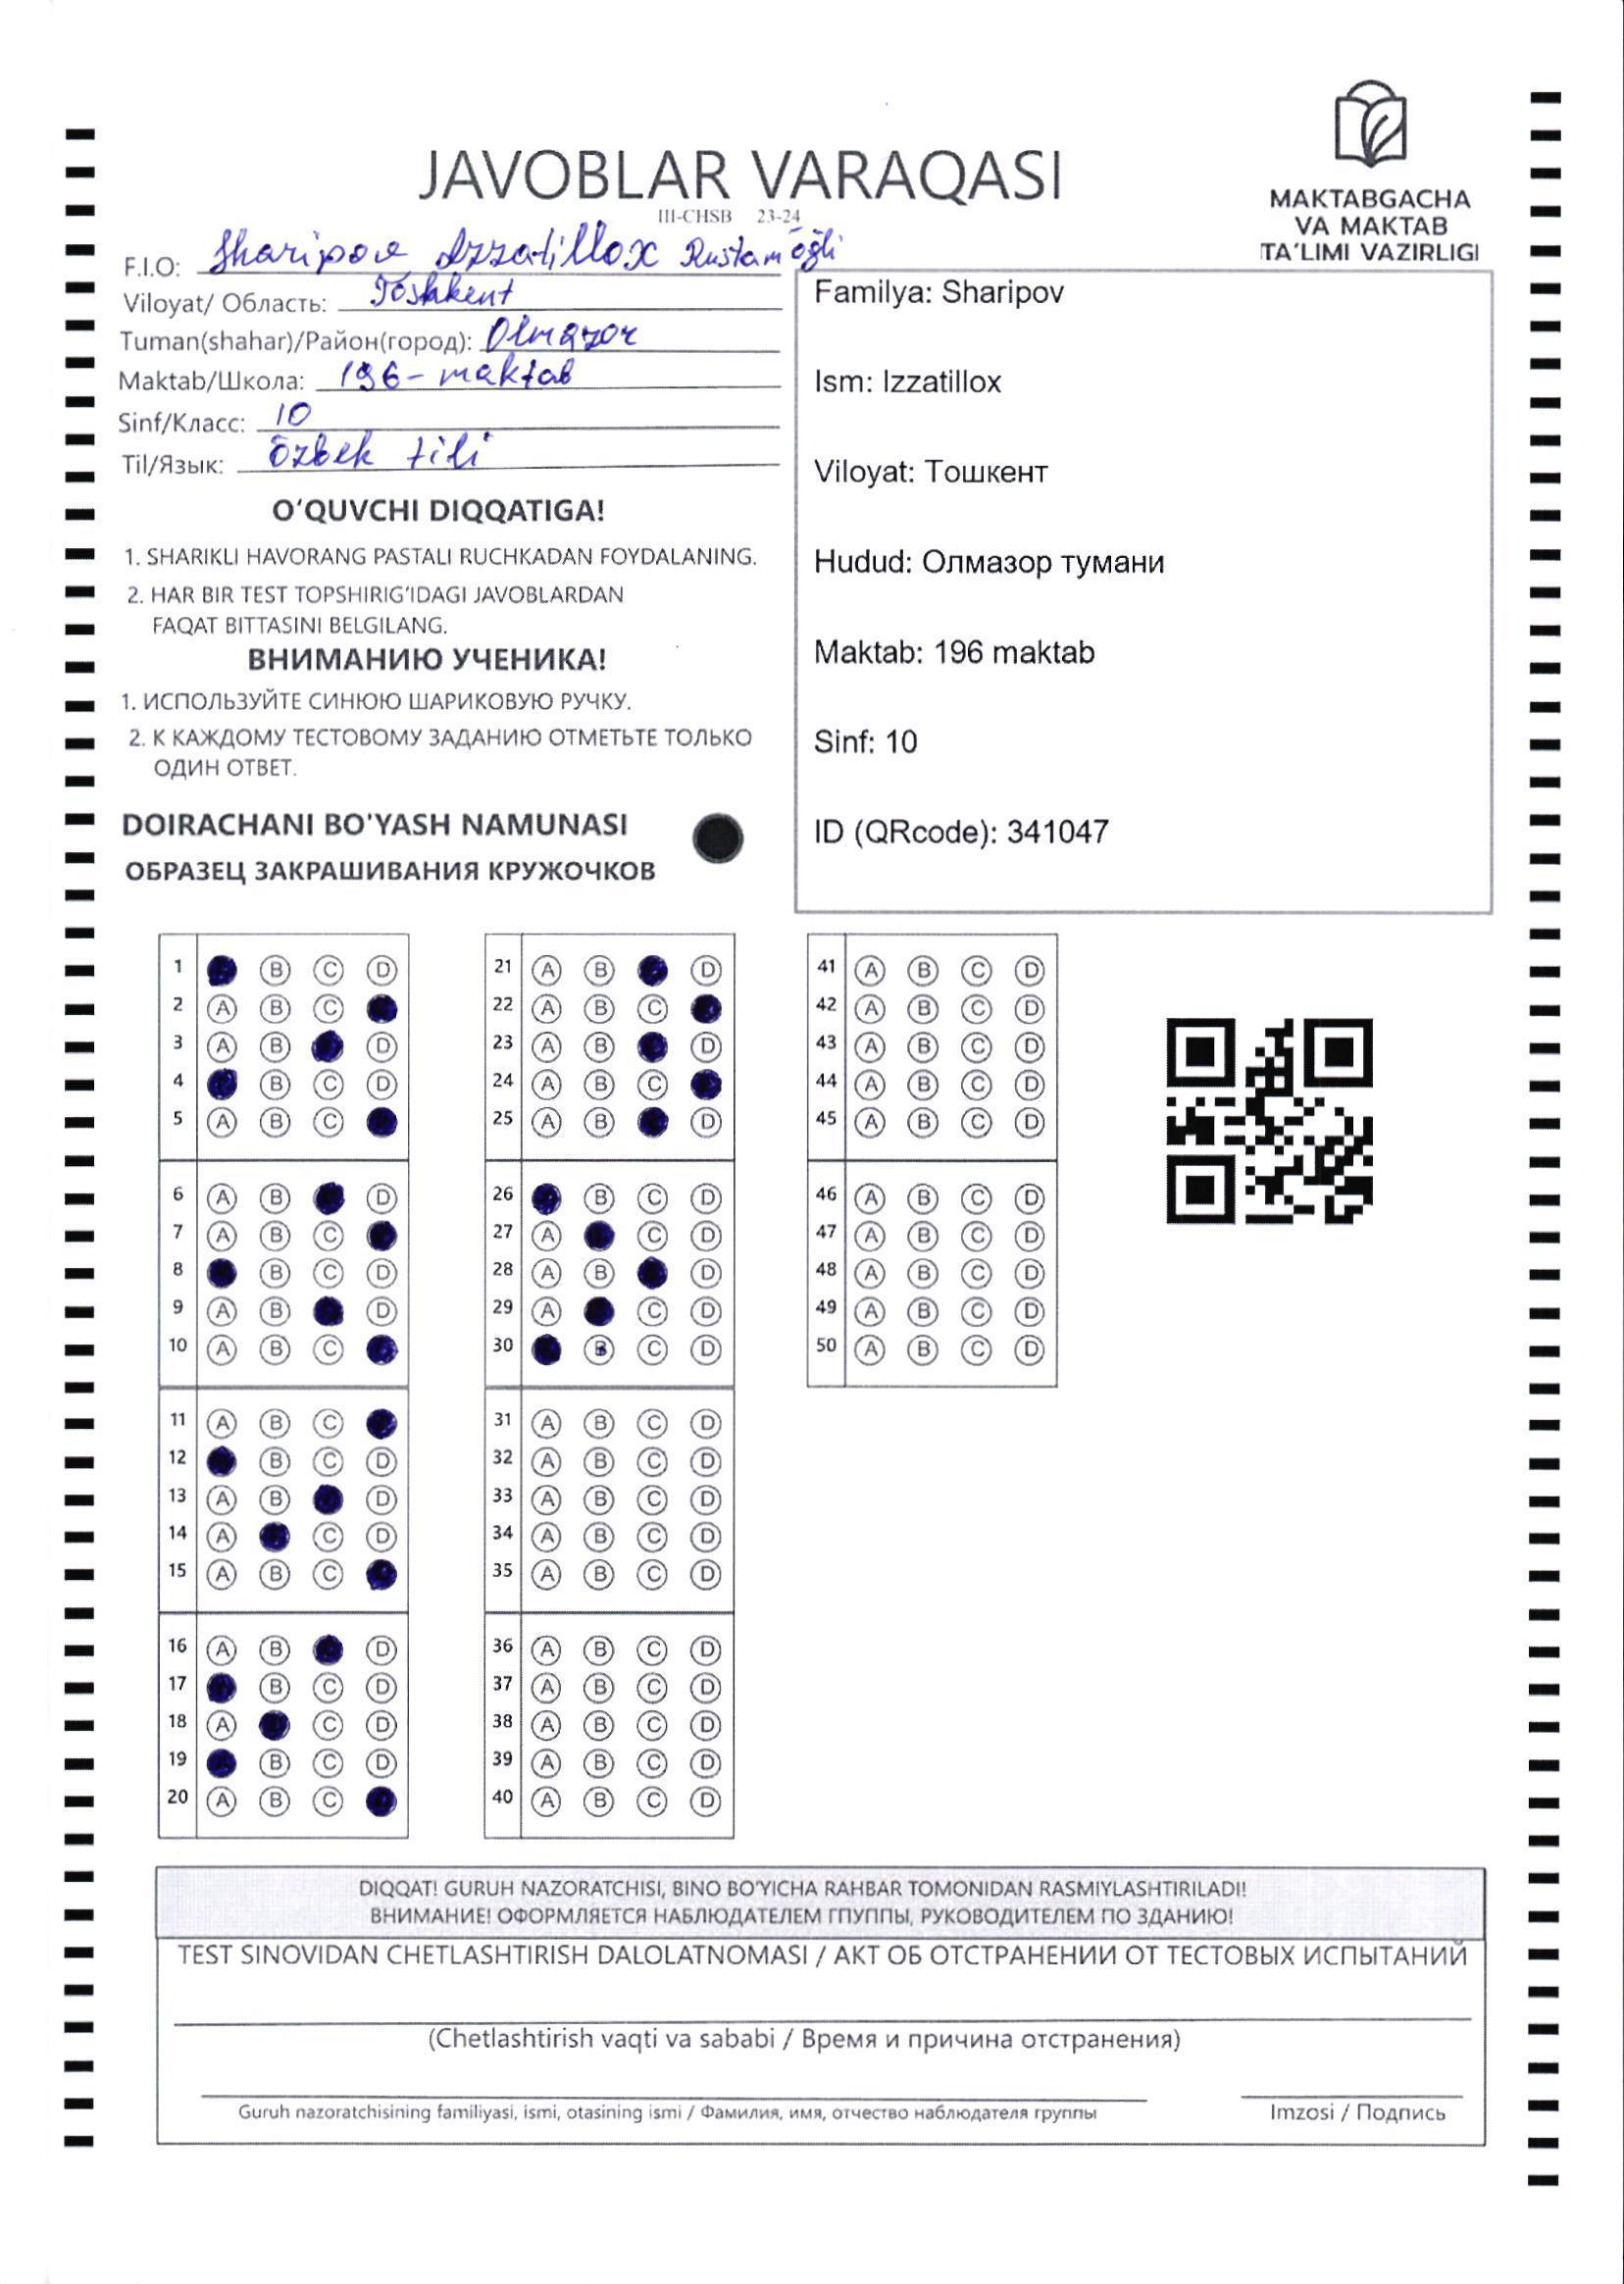 JAVOBLAR VARAQASI
III-CHSB 23-24
MAKTABGACHA
VA MAKTAB
TA'LIMI VAZIRLIGI
F.I.O: Sharipov Izzatillox Rustam o'g'li
Viloyat/ Область: Toshkent
Tuman(shahar)/Район(город): Olmazor
Maktab/Школа: 196-maktab
Sinf/Класс: 10
Til/Язык: Õzbek tili
O'QUVCHI DIQQATIGA!
1. SHARIKLI HAVORANG PASTALI RUCHKADAN FOYDALANING.
2. HAR BIR TEST TOPSHIRIG'IDAGI JAVOBLARDAN
FAQAT BITTASINI BELGILANG.
ВНИМАНИЮ УЧЕНИКА!
1. ИСПОЛЬЗУЙТЕ СИНЮЮ ШАРИКОВУЮ РУЧКУ.
2. К КАЖДОМУ ТЕСТОВОМУ ЗАДАНИЮ ОТМЕТЬТЕ ТОЛЬКО
ОДИН ОТВЕТ.
DOIRACHANI BO'YASH NAMUNASI
ОБРАЗЕЦ ЗАКРАШИВАНИЯ КРУЖОЧКОВ
Familya: Sharipov
Ism: Izzatillox
Viloyat: Тошкент
Hudud: Олмазор тумани
Maktab: 196 maktab
Sinf: 10
ID (QRcode): 341047
1 B C D
2 A B C
3 A B D
4 B C D
5 A B C
6 A B D
7 A B C
8 B C D
9 A B D
10 A B C
11 A B C
12 B C D
13 A B D
14 A C D
15 A B C
16 A B D
17 B C D
18 A C D
19 B C D
20 A B C
21 A B D
22 A B C
23 A B D
24 A B C
25 A B D
26 B C D
27 A C D
28 A B D
29 A C D
30 B C D
31 A B C D
32 A B C D
33 A B C D
34 A B C D
35 A B C D
36 A B C D
37 A B C D
38 A B C D
39 A B C D
40 A B C D
41 A B C D
42 A B C D
43 A B C D
44 A B C D
45 A B C D
46 A B C D
47 A B C D
48 A B C D
49 A B C D
50 A B C D
DIQQAT! GURUH NAZORATCHISI, BINO BO'YICHA RAHBAR TOMONIDAN RASMIYLASHTIRILADI!
ВНИМАНИЕ! ОФОРМЛЯЕТСЯ НАБЛЮДАТЕЛЕМ ГПУППЫ, РУКОВОДИТЕЛЕМ ПО ЗДАНИЮ!
TEST SINOVIDAN CHETLASHTIRISH DALOLATNOMASI / АКТ ОБ ОТСТРАНЕНИИ ОТ ТЕСТОВЫХ ИСПЫТАНИЙ
(Chetlashtirish vaqti va sababi / Время и причина отстранения)
Guruh nazoratchisining familiyasi, ismi, otasining ismi / Фамилия, имя, отчество наблюдателя группы
Imzosi / Подпись